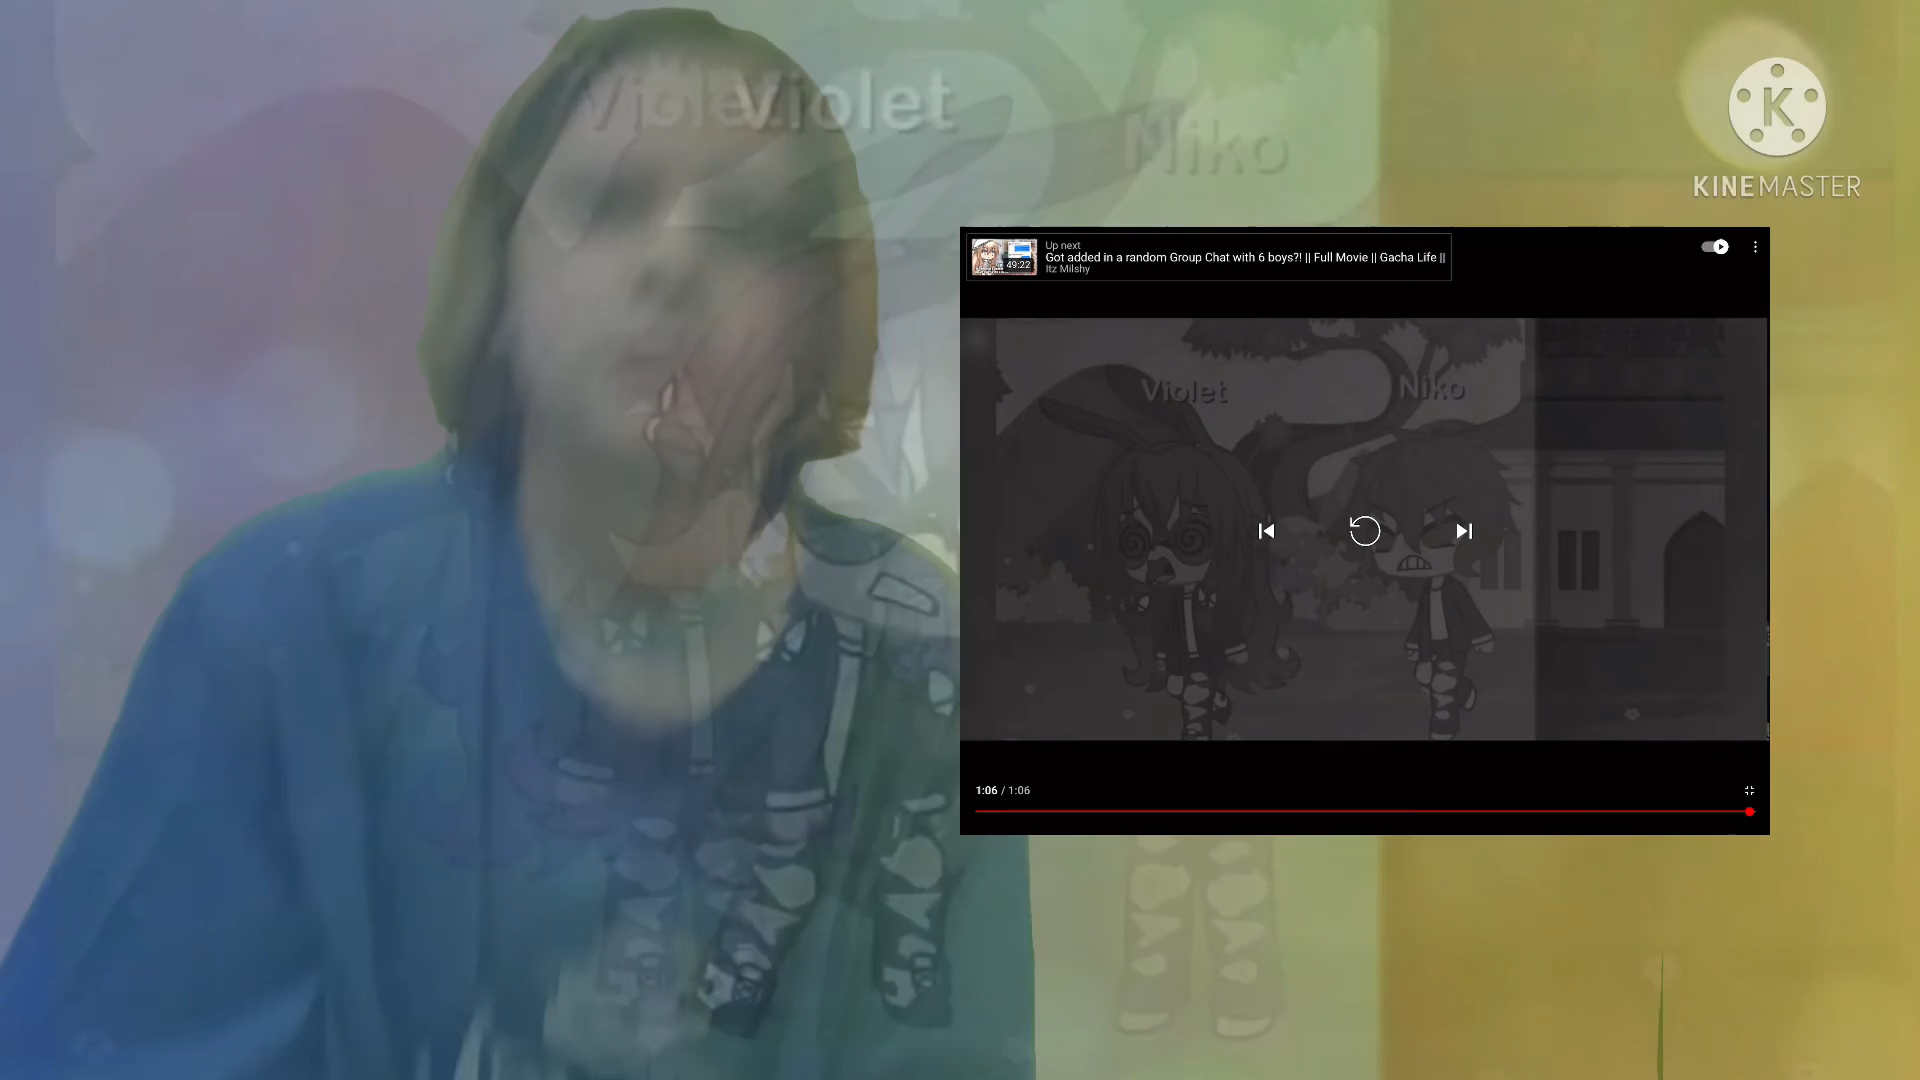 Violet
Violet
Niko
KINEMASTER
Up next
Got added in a random Group Chat with 6 boys?! || Full Movie || Gacha Life ||
49:22
Itz Milshy
Violet
Niko
1:06 / 1:06